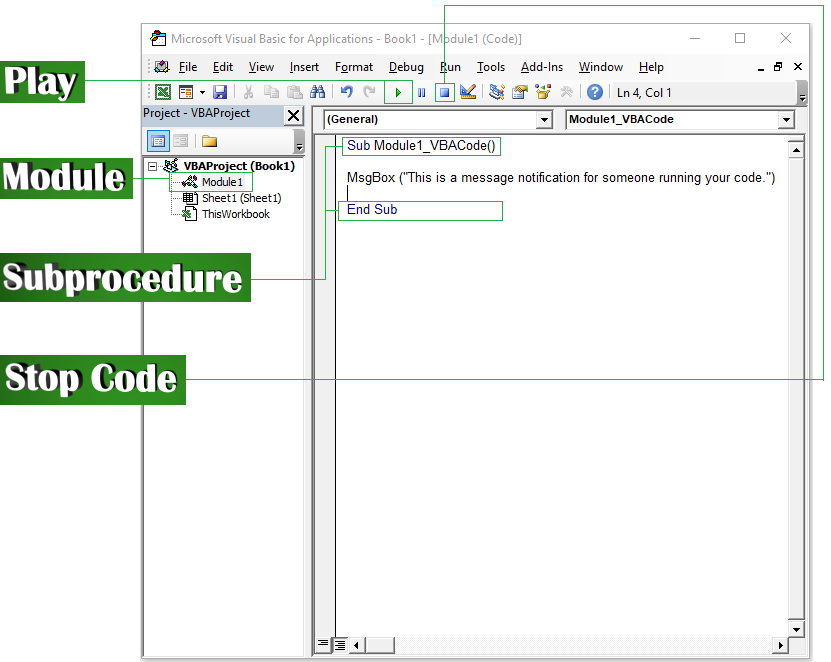 Microsoft Visual Basic for Applications - Book1 - [Module1 (Code)]
File Edit View Insert Format Debug Run Tools Add-Ins Window Help
Play
Ln 4, Col 1
Project - VBAProject
(General)
Module1_VBACode
Sub Module1_VBACode()
VBAProject (Book1)
Module
Module1
MsgBox ("This is a message notification for someone running your code.")
Sheet1 (Sheet1)
ThisWorkbook
End Sub
Subprocedure
Stop Code